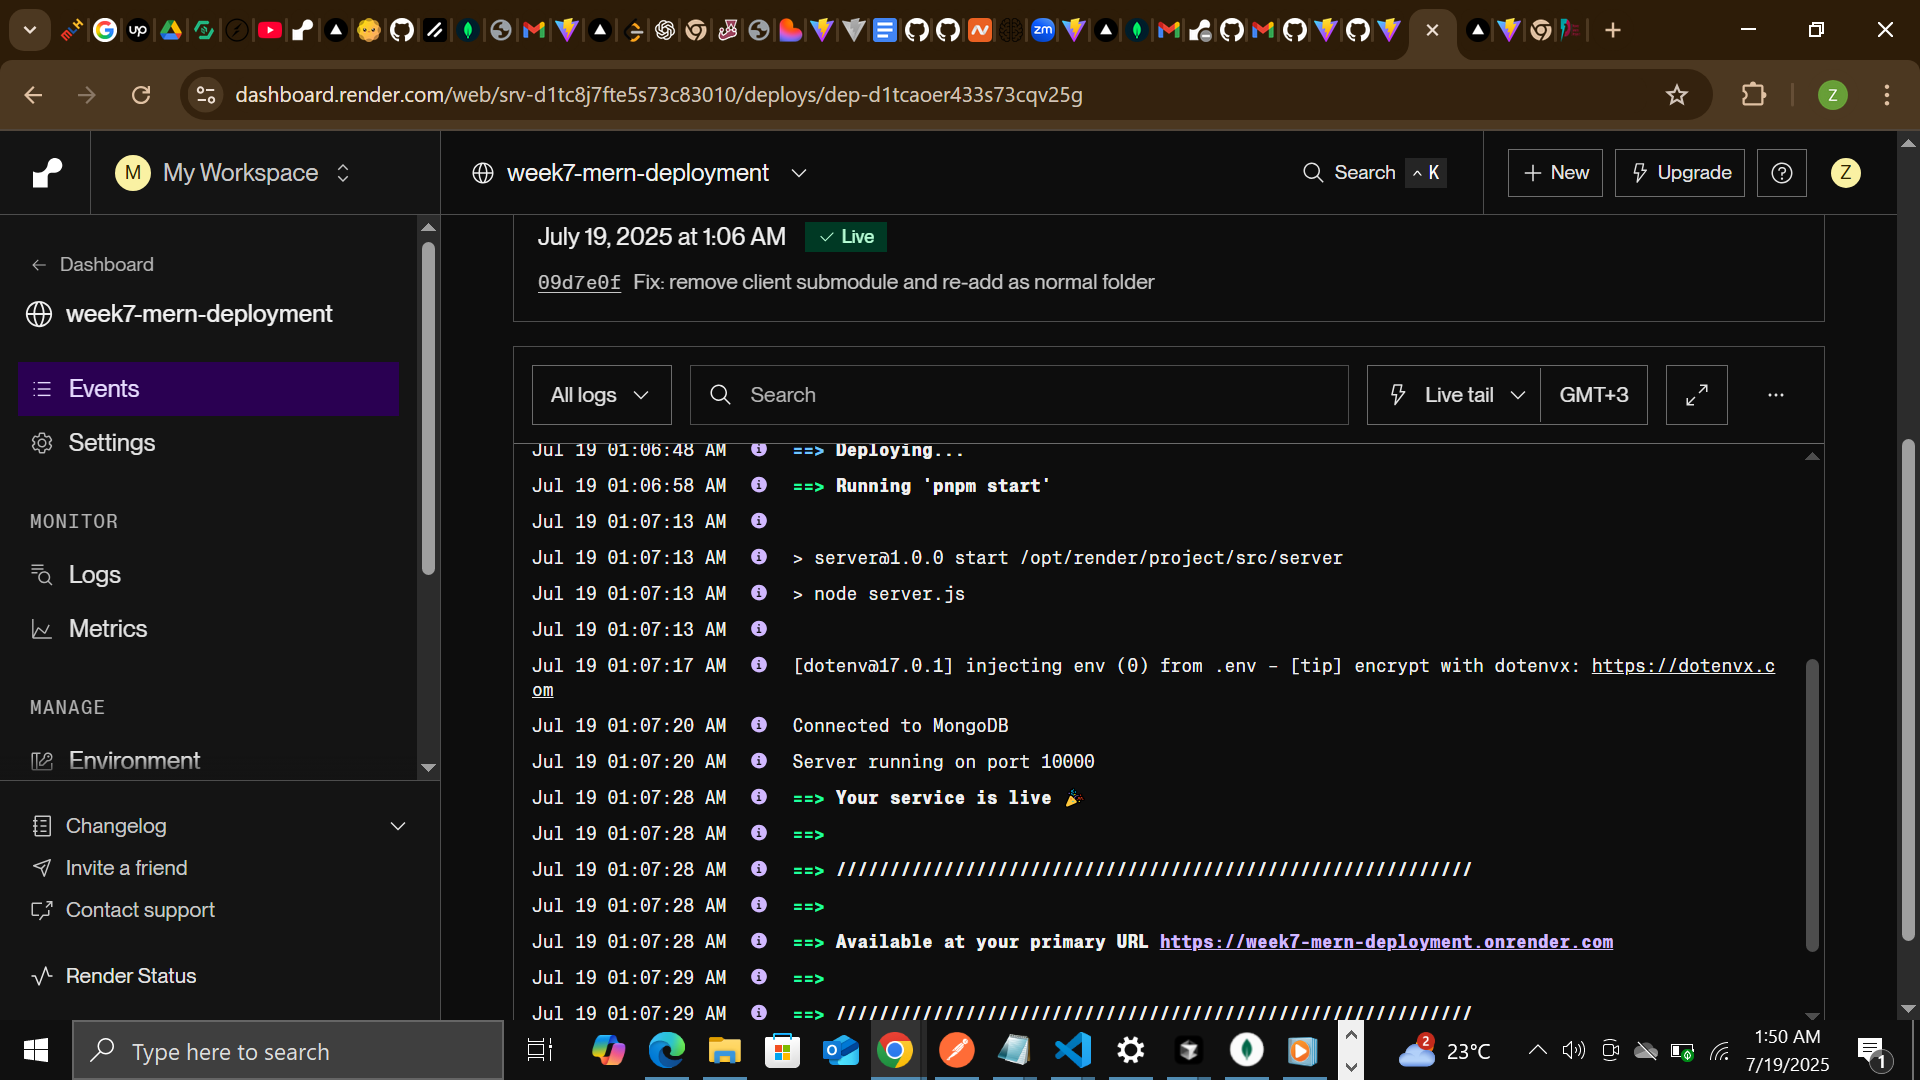 dashboard.render.com/web/srv-d1tc8j7fte5s73c83010/deploys/dep-d1tcaoer433s73cqv25g
Z
M My Workspace
week7-mern-deployment
Search ^ K
+ New
Upgrade
Z
Dashboard
week7-mern-deployment
Events
Settings
MONITOR
Logs
Metrics
MANAGE
Environment
Changelog
Invite a friend
Contact support
Render Status
July 19, 2025 at 1:06 AM Live
09d7e0f Fix: remove client submodule and re-add as normal folder
All logs
Search
Live tail
GMT+3
Jul 19 01:06:48 AM ==> Deploying...
Jul 19 01:06:58 AM ==> Running 'pnpm start'
Jul 19 01:07:13 AM
Jul 19 01:07:13 AM > server@1.0.0 start /opt/render/project/src/server
Jul 19 01:07:13 AM > node server.js
Jul 19 01:07:13 AM
Jul 19 01:07:17 AM [dotenv@17.0.1] injecting env (0) from .env – [tip] encrypt with dotenvx: https://dotenvx.c
om
Jul 19 01:07:20 AM Connected to MongoDB
Jul 19 01:07:20 AM Server running on port 10000
Jul 19 01:07:28 AM ==> Your service is live 🎉
Jul 19 01:07:28 AM ==>
Jul 19 01:07:28 AM ==> ///////////////////////////////////////////////////////////
Jul 19 01:07:28 AM ==>
Jul 19 01:07:28 AM ==> Available at your primary URL https://week7-mern-deployment.onrender.com
Jul 19 01:07:29 AM ==>
Jul 19 01:07:29 AM ==> ///////////////////////////////////////////////////////////
Type here to search
2
23°C
1:50 AM
7/19/2025
1